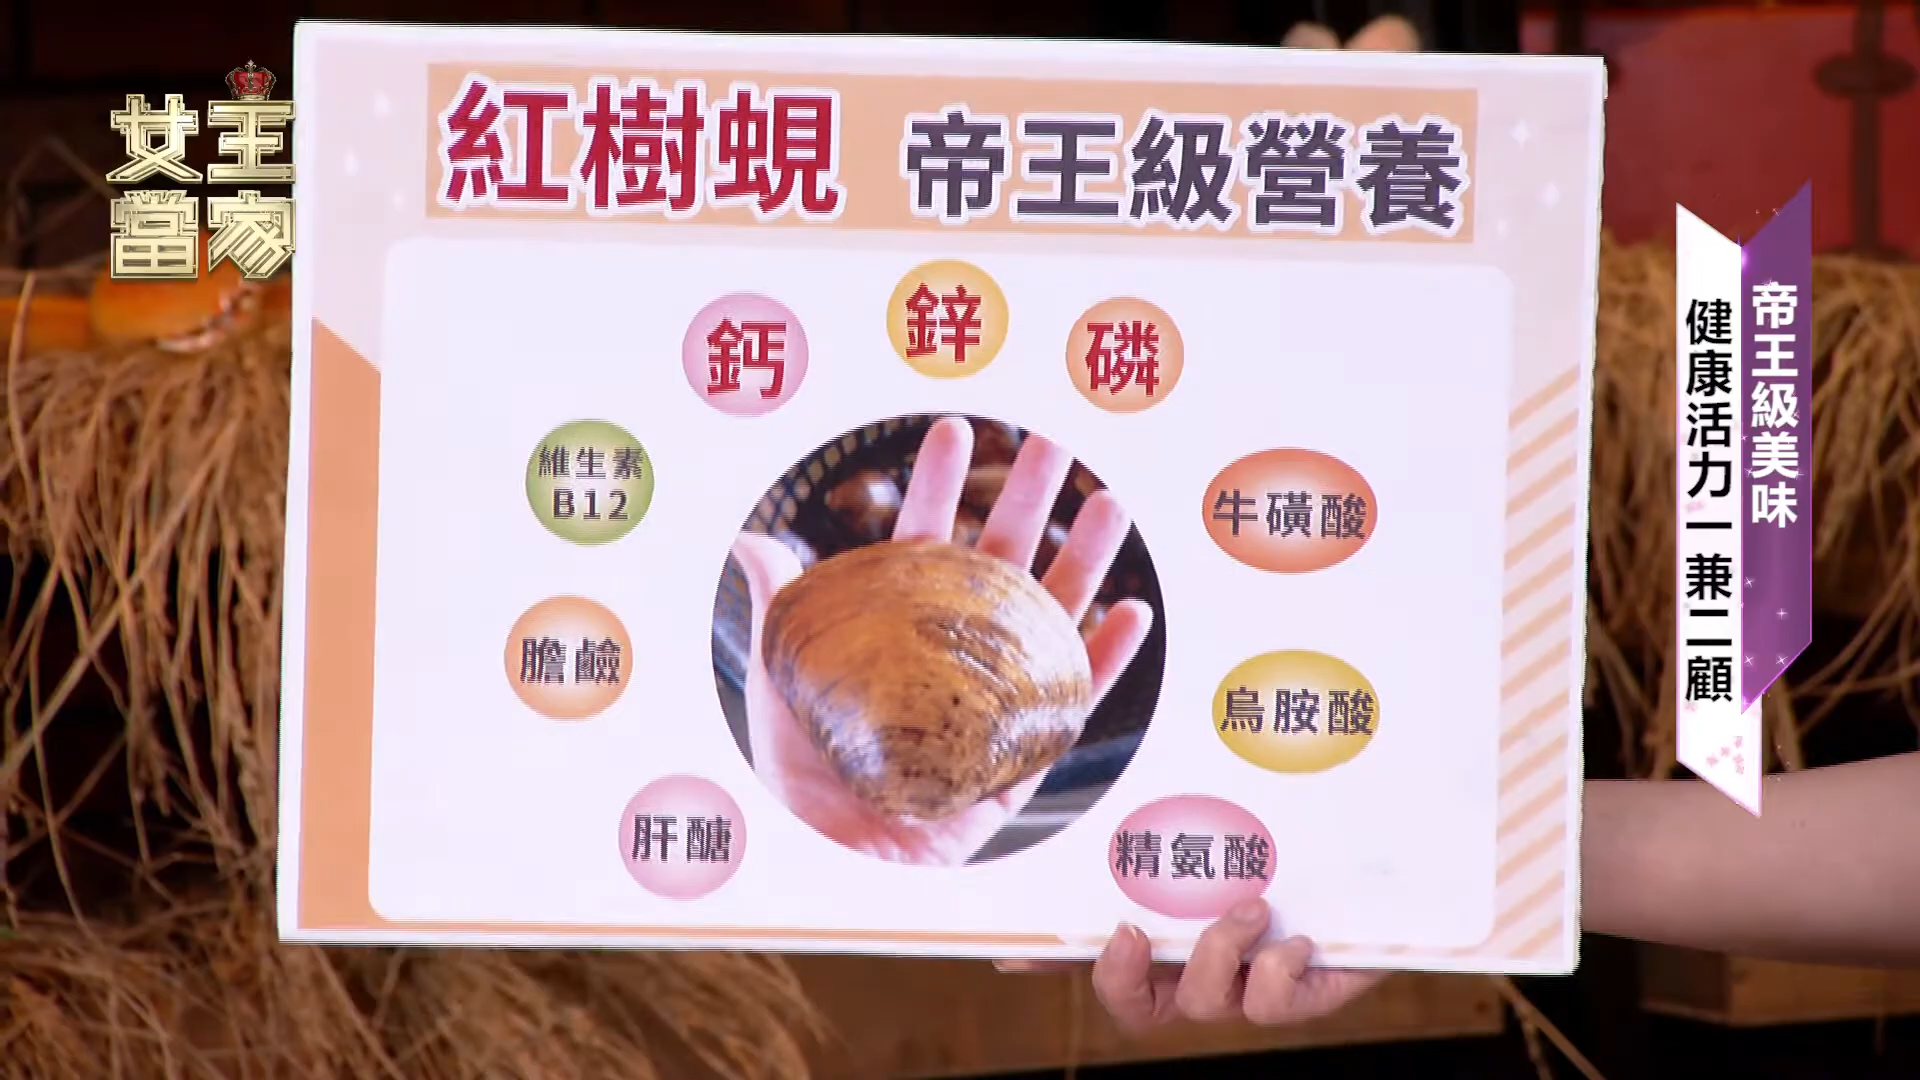 女王
當家
紅樹蜆 帝王級營養
鈣
鋅
磷
維生素
B12
牛磺酸
膽鹼
烏胺酸
肝醣
精氨酸
帝王級美味
健康活力一兼二顧